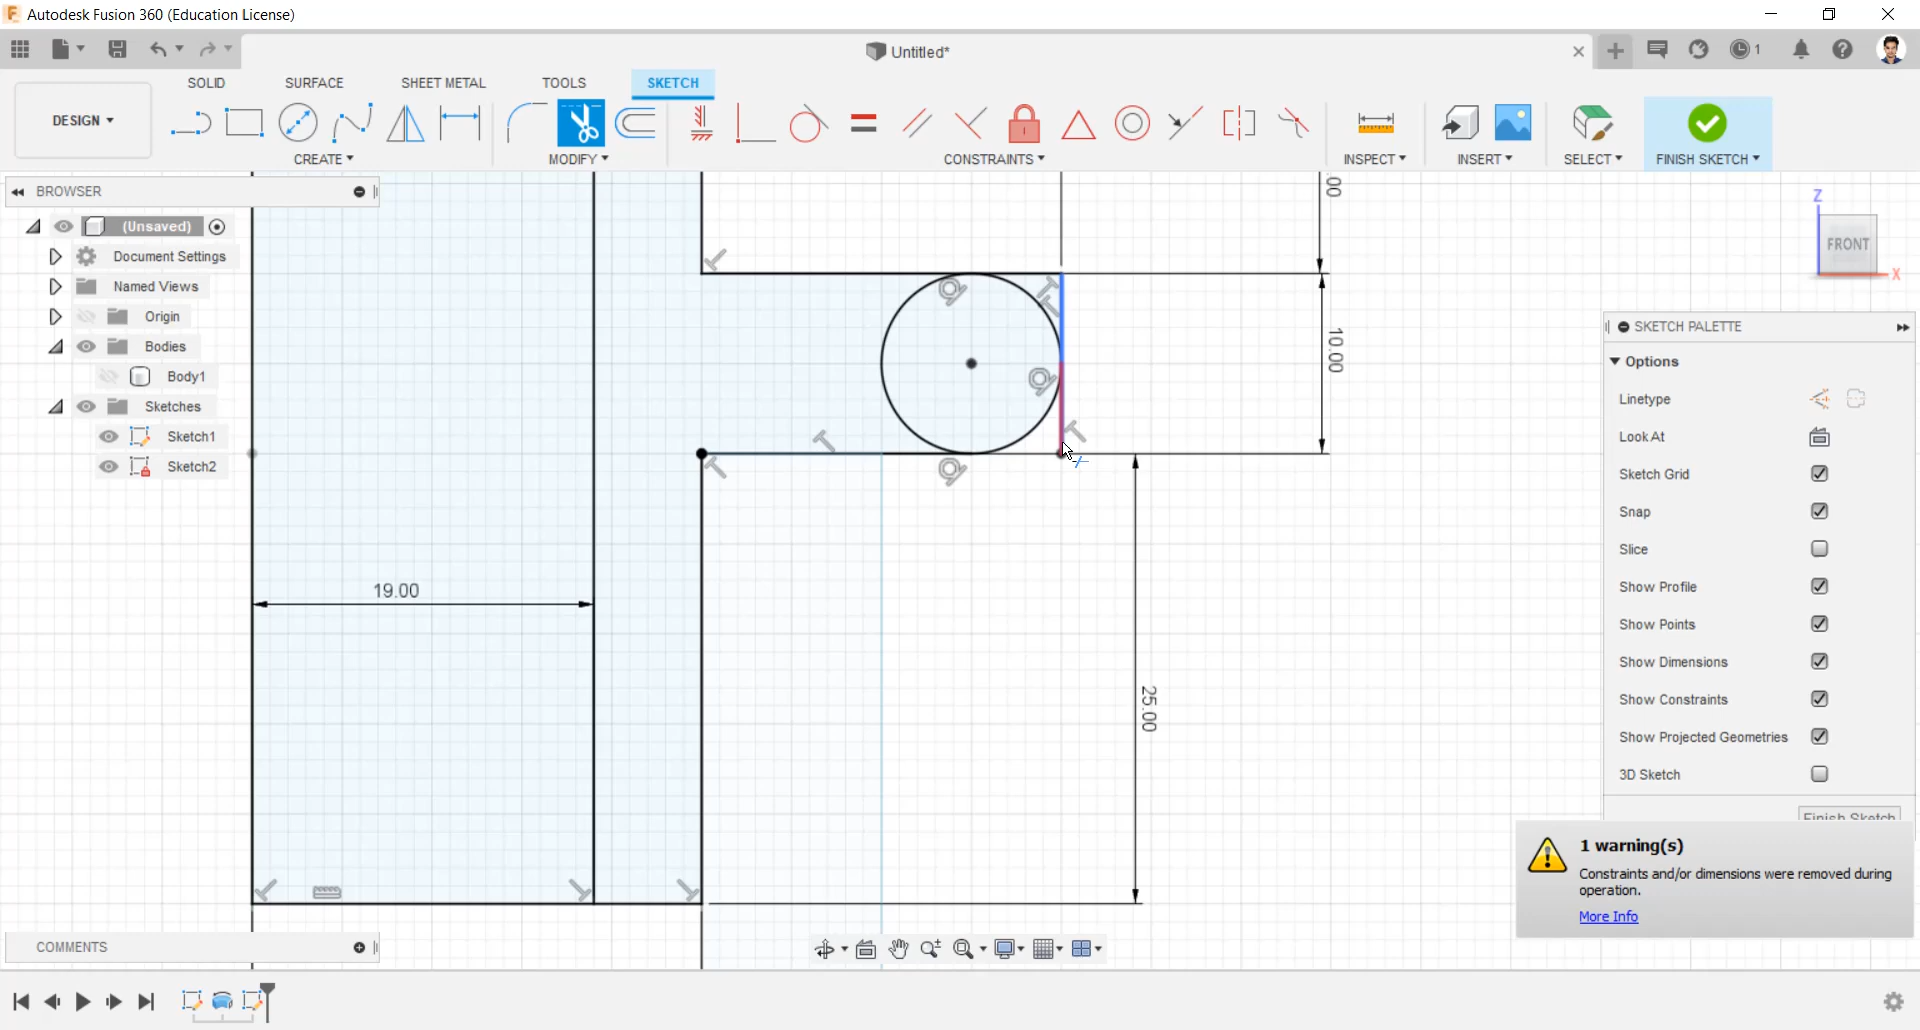 Autodesk Fusion 360 (Education License)
Untitled*
1
DESIGN
SOLID
SURFACE
SHEET METAL
TOOLS
SKETCH
CREATE
MODIFY
CONSTRAINTS
INSPECT
INSERT
SELECT
FINISH SKETCH
BROWSER
(Unsaved)
Document Settings
Named Views
Origin
Bodies
Body1
Sketches
Sketch1
Sketch2
19.00
.00
10.00
25.00
Z
FRONT
X
SKETCH PALETTE
Options
Linetype
Look At
Sketch Grid
Snap
Slice
Show Profile
Show Points
Show Dimensions
Show Constraints
Show Projected Geometries
3D Sketch
Finish Sketch
1 warning(s)
Constraints and/or dimensions were removed during
operation.
More Info
COMMENTS